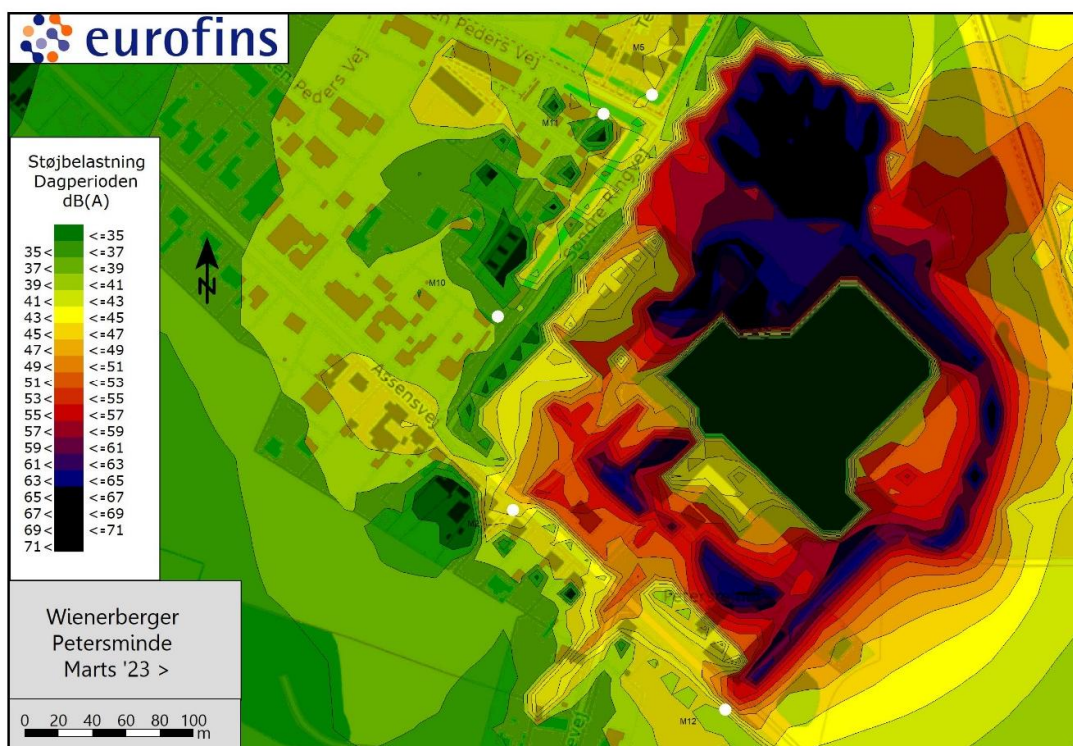 eurofins
Peders Vej
Peders Vej
M5
M11
Søndre Ringvej
M10
Assensvej
M12
Støjbelastning
Dagperioden
dB(A)
<=35
35< <=37
37< <=39
39< <=41
41< <=43
43< <=45
45< <=47
47< <=49
49< <=51
51< <=53
53< <=55
55< <=57
57< <=59
59< <=61
61< <=63
63< <=65
65< <=67
67< <=69
69< <=71
71<
N
Wienerberger
Petersminde
Marts '23 >
0 20 40 60 80 100
m